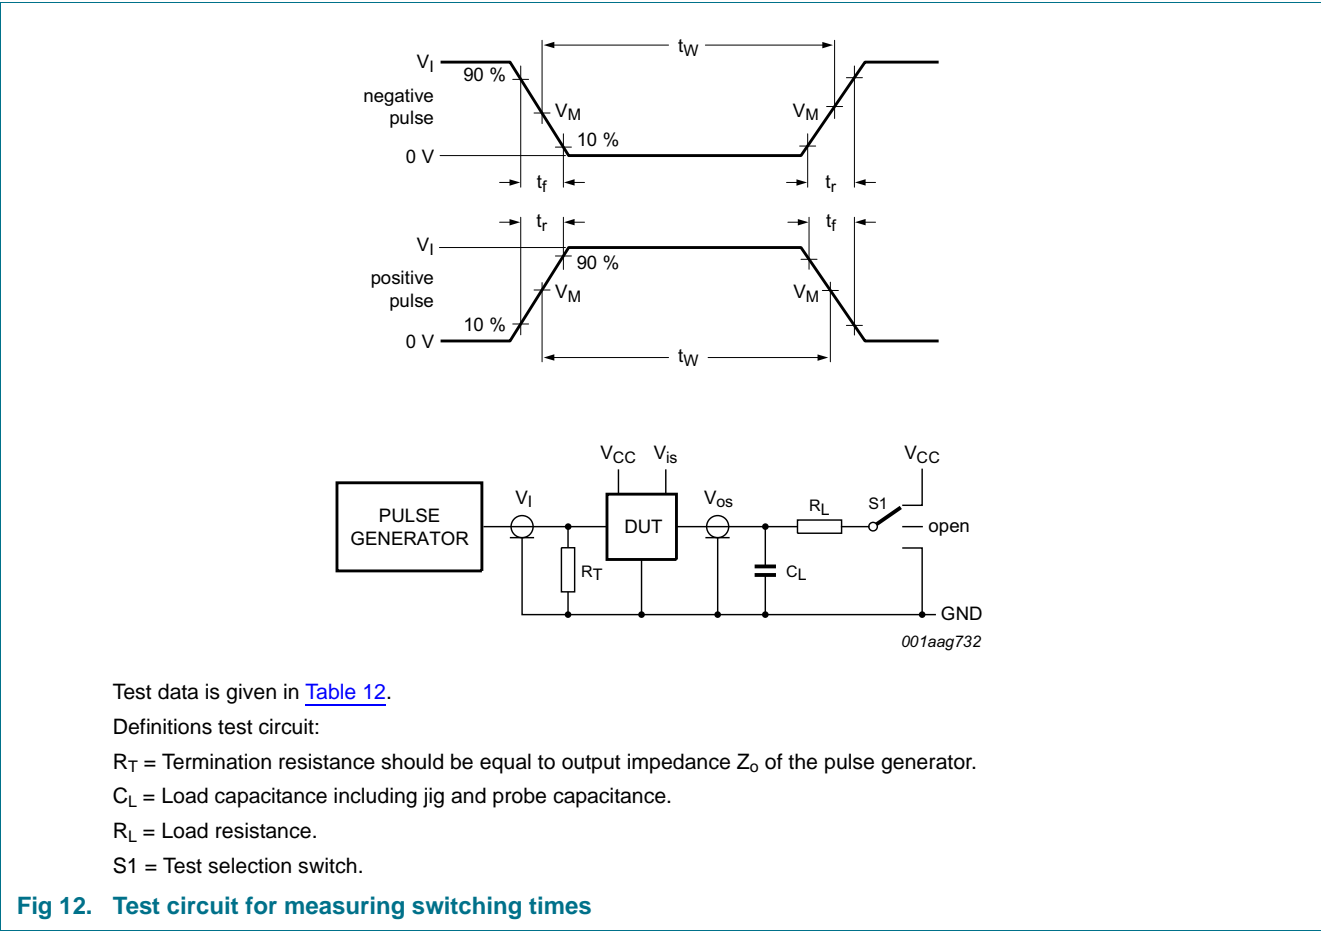 tW
VI
90 %
negative
pulse
VM
VM
10 %
0 V
tf
tr
tr
tf
VI
90 %
positive
pulse
VM
VM
10 %
0 V
tW
VCC
Vis
VCC
VI
Vos
RL
S1
PULSE
GENERATOR
DUT
open
RT
CL
GND
001aag732
Test data is given in Table 12.
Definitions test circuit:
RT = Termination resistance should be equal to output impedance Zo of the pulse generator.
CL = Load capacitance including jig and probe capacitance.
RL = Load resistance.
S1 = Test selection switch.
Fig 12. Test circuit for measuring switching times